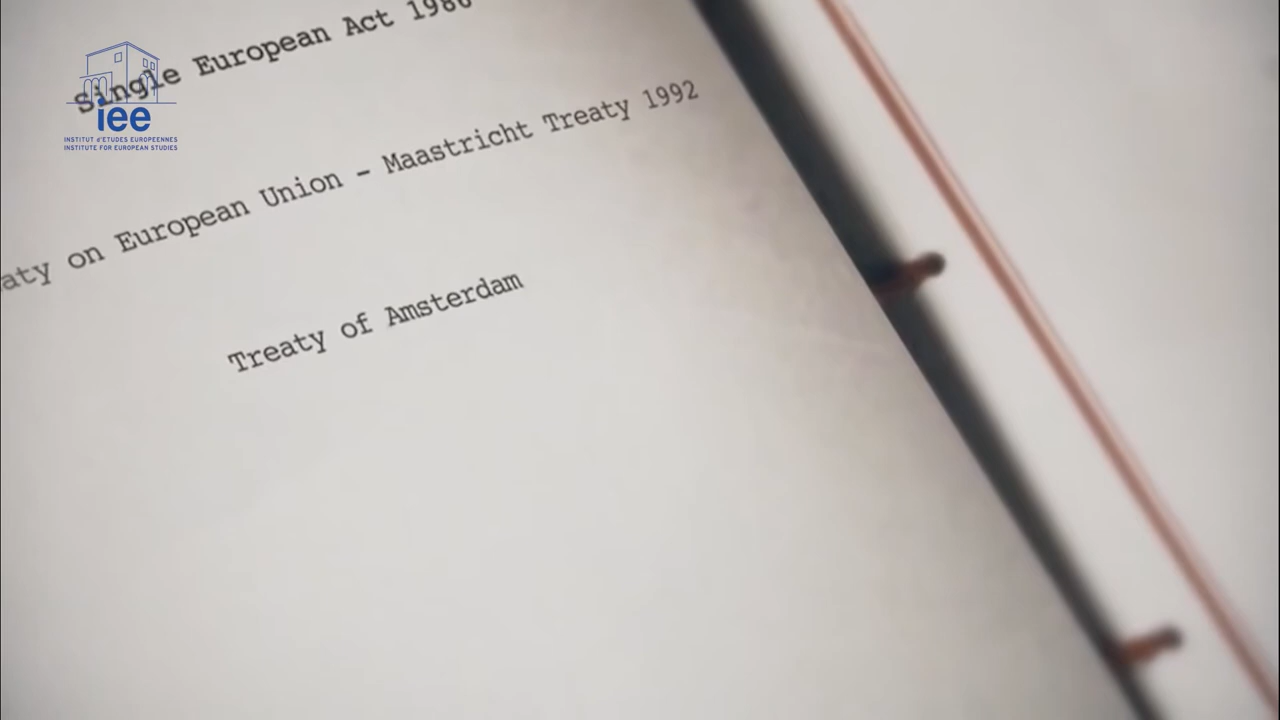 Single European Act 1986
iee
INSTITUT d'ETUDES EUROPEENNES
INSTITUTE FOR EUROPEAN STUDIES
aty on European Union - Maastricht Treaty 1992
Treaty of Amsterdam